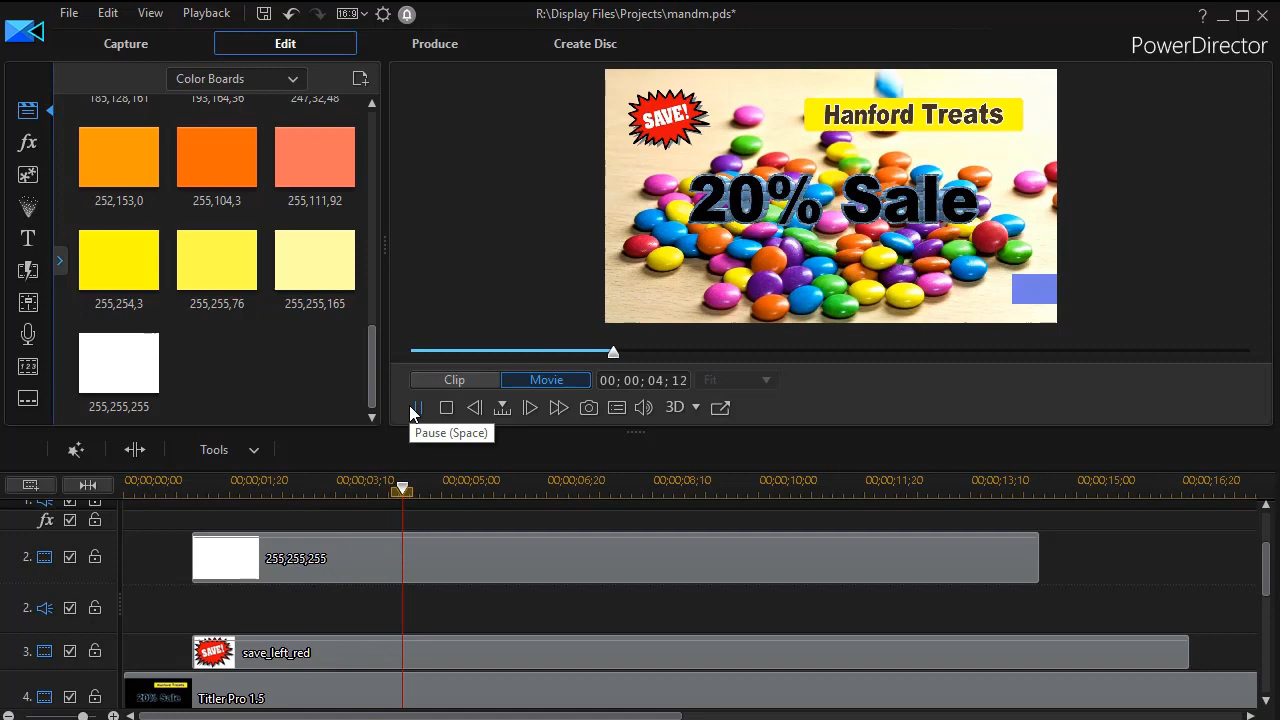 File Edit View Playback 16:9 R:\Display Files\Projects\mandm.pds* ?
Capture Edit Produce Create Disc PowerDirector
Color Boards
185,128,161 193,164,36 247,32,48
252,153,0 255,104,3 255,111,92
255,254,3 255,255,76 255,255,165
255,255,255
SAVE!
Hanford Treats
20% Sale
Clip Movie 00; 00; 04; 12 Fit
3D
Pause (Space)
Tools
00;00;00;00 00;00;01;20 00;00;03;10 00;00;05;00 00;00;06;20 00;00;08;10 00;00;10;00 00;00;11;20 00;00;13;10 00;00;15;00 00;00;16;20
1.
fx
2. 255,255,255
2.
3. SAVE! save_left_red
4. Hanford Treats 20% Sale Titler Pro 1.5